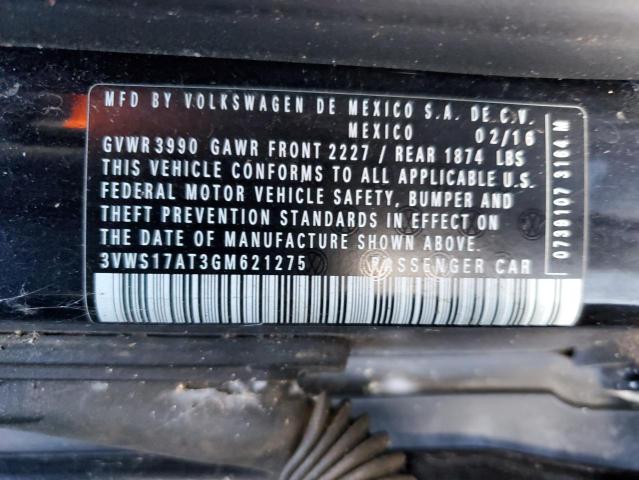 MFD BY VOLKSWAGEN DE MEXICO S.A. DE C.V.
MEXICO 02/16
GVWR 3990 GAWR FRONT 2227 / REAR 1874 LBS
THIS VEHICLE CONFORMS TO ALL APPLICABLE U.S.
FEDERAL MOTOR VEHICLE SAFETY, BUMPER AND
THEFT PREVENTION STANDARDS IN EFFECT ON
THE DATE OF MANUFACTURE SHOWN ABOVE.
3VWS17AT3GM621275 PASSENGER CAR
0739107 3104 M